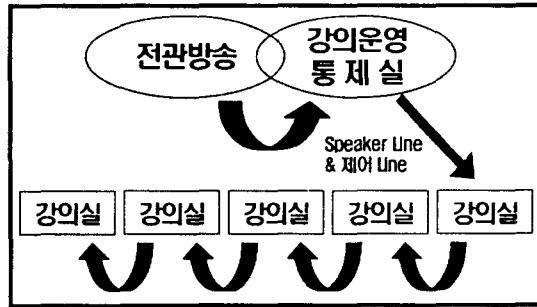 전관방송
강의운영
통제실
Speaker Line
& 제어 Line
강의실 강의실 강의실 강의실 강의실